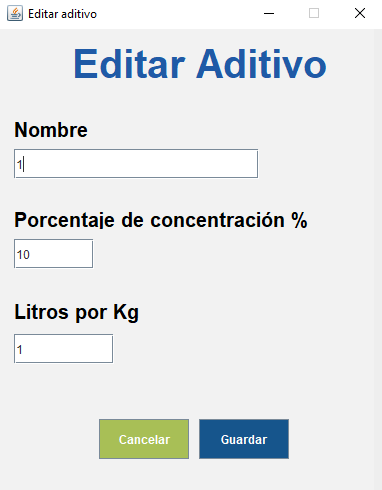 Editar aditivo
Editar Aditivo
Nombre
1
Porcentaje de concentración %
10
Litros por Kg
1
Cancelar
Guardar